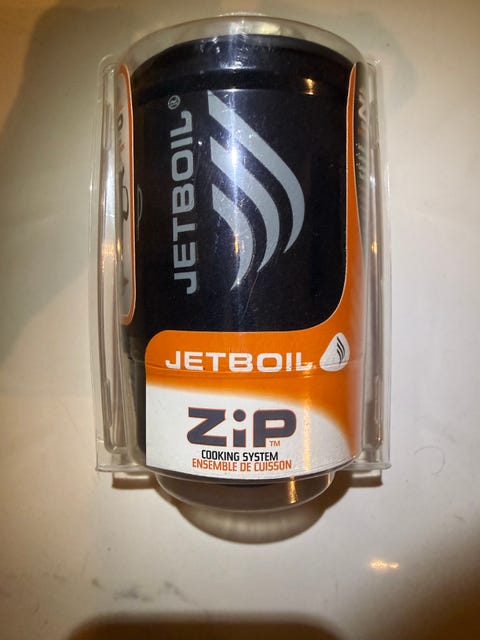 JETBOIL®
JETBOIL
ZiP™
COOKING SYSTEM
ENSEMBLE DE CUISSON